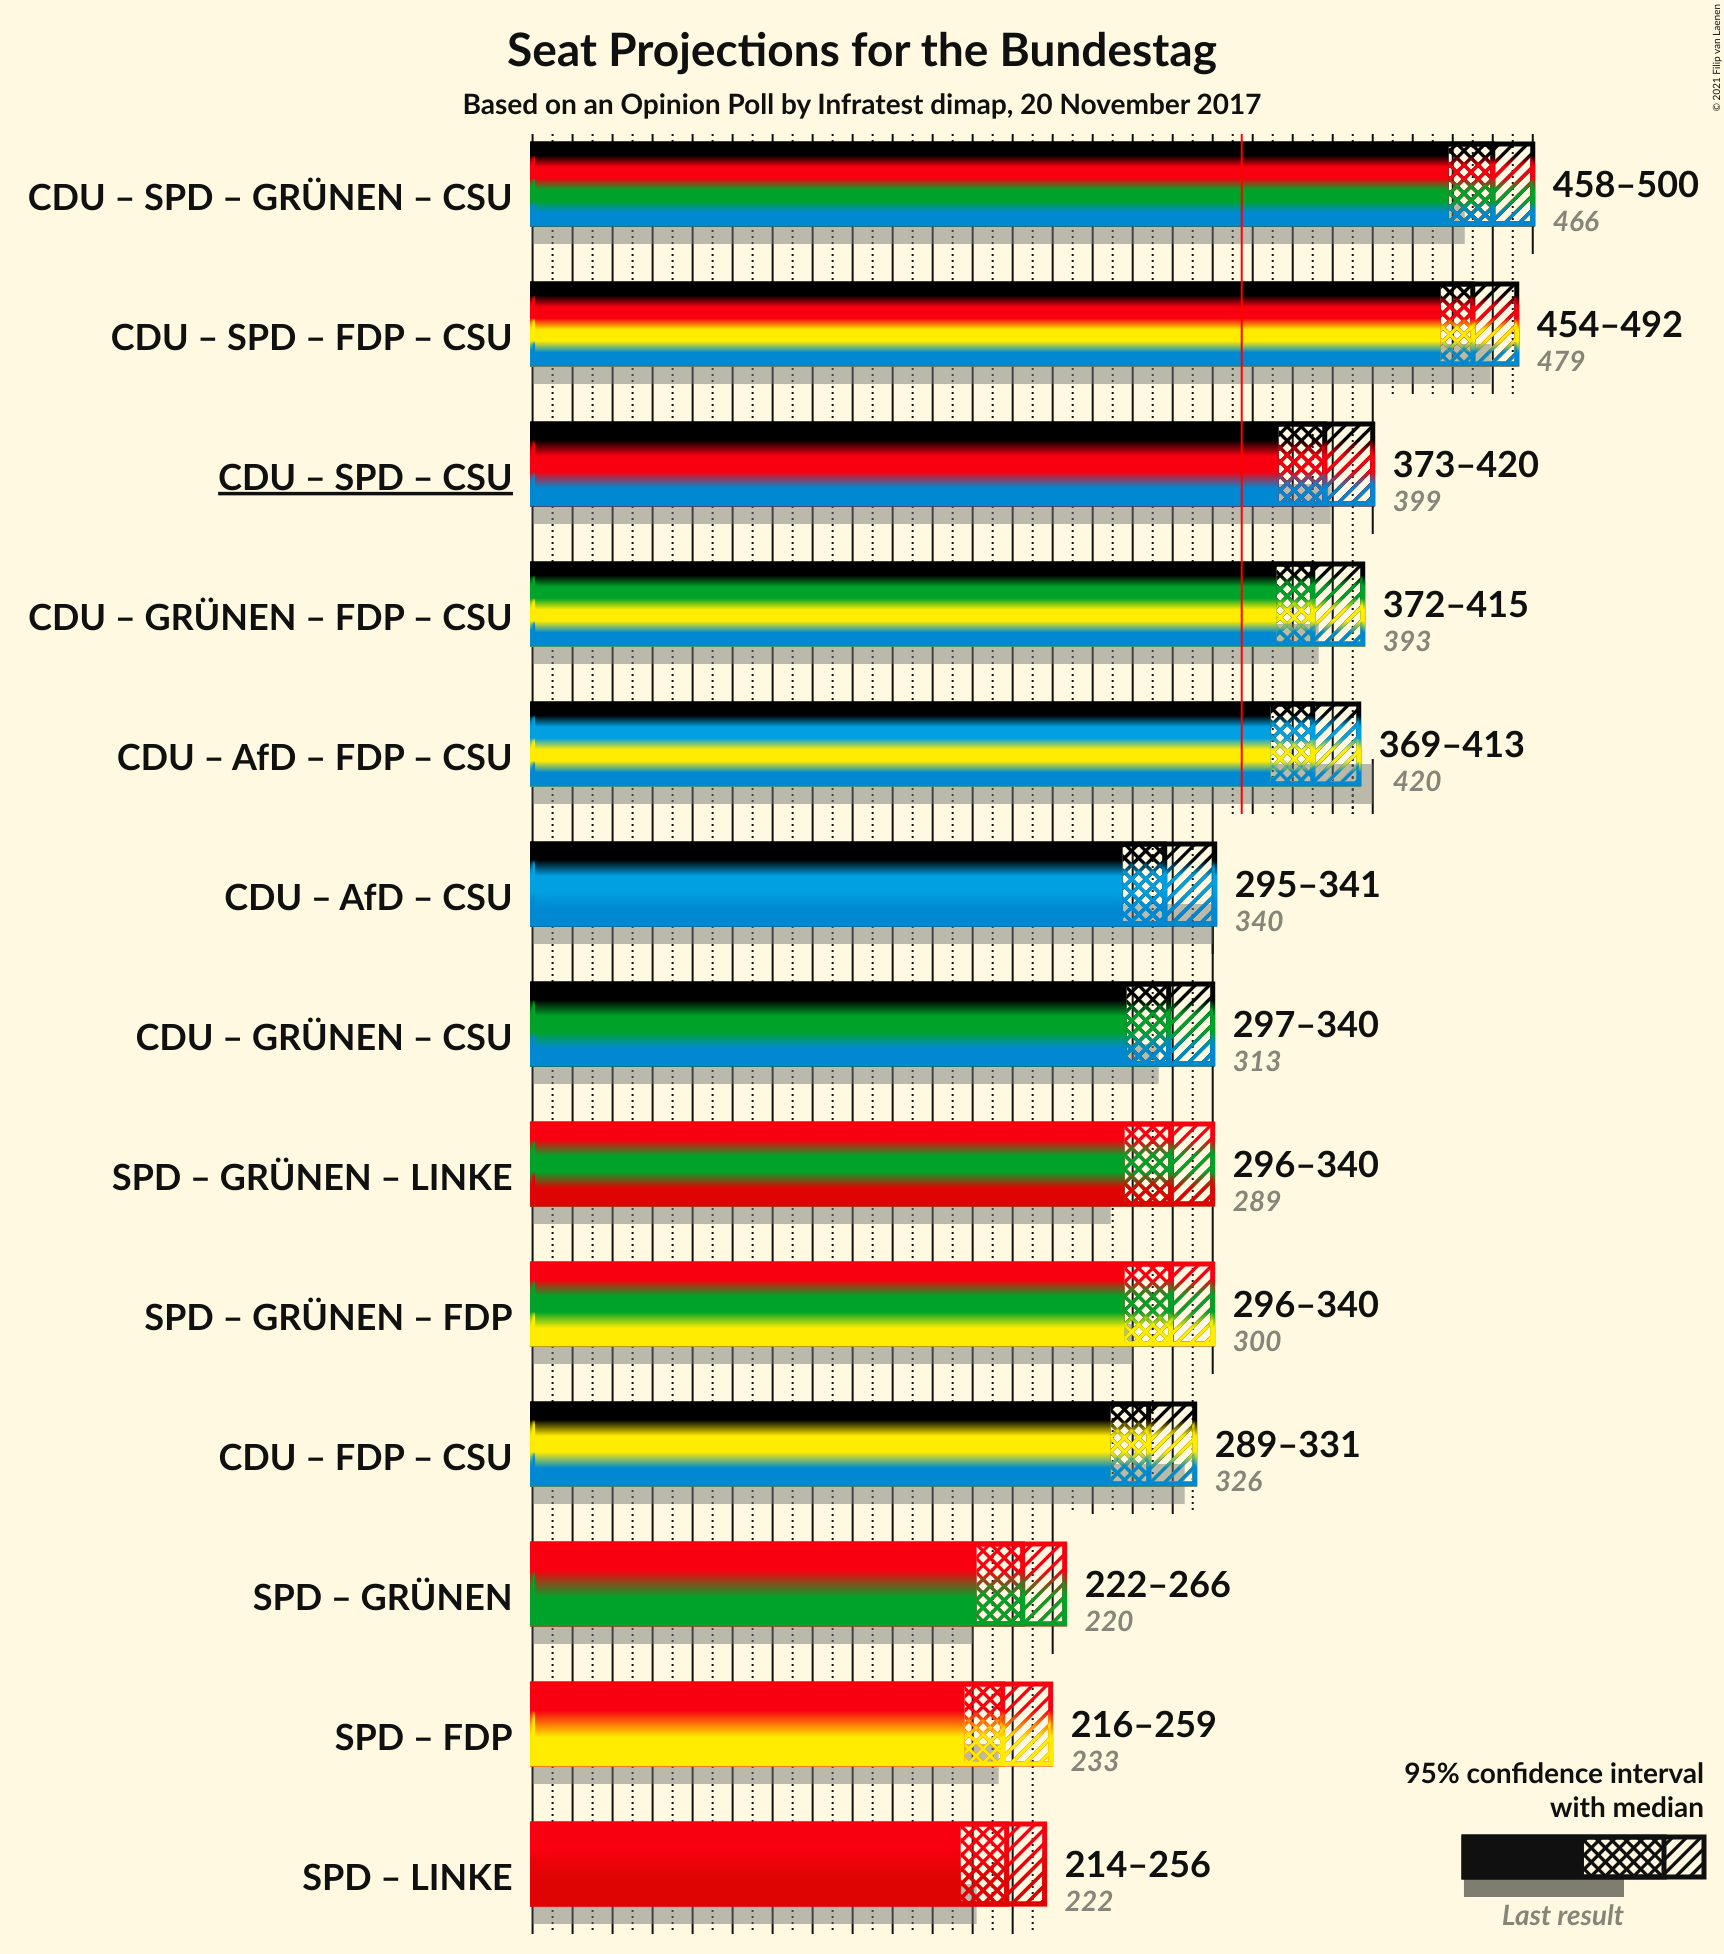 Seat Projections for the Bundestag
Based on an Opinion Poll by Infratest dimap, 20 November 2017
© 2021 Filip van Laenen
CDU – SPD – GRÜNEN – CSU
458–500
466
CDU – SPD – FDP – CSU
454–492
479
CDU – SPD – CSU
373–420
399
CDU – GRÜNEN – FDP – CSU
372–415
393
CDU – AfD – FDP – CSU
369–413
420
CDU – AfD – CSU
295–341
340
CDU – GRÜNEN – CSU
297–340
313
SPD – GRÜNEN – LINKE
296–340
289
SPD – GRÜNEN – FDP
296–340
300
CDU – FDP – CSU
289–331
326
SPD – GRÜNEN
222–266
220
SPD – FDP
216–259
233
SPD – LINKE
214–256
222
95% confidence interval
with median
Last result